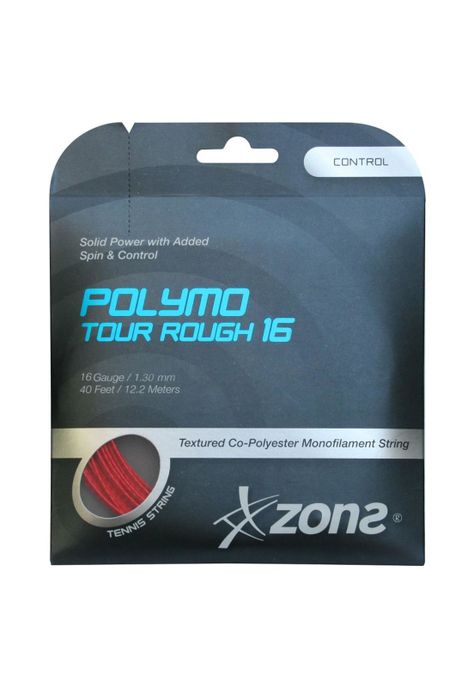 CONTROL
Solid Power with Added
Spin & Control
POLYMO
TOUR ROUGH 16
16 Gauge / 1.30 mm
40 Feet / 12.2 Meters
Textured Co-Polyester Monofilament String
TENNIS STRING
zons®